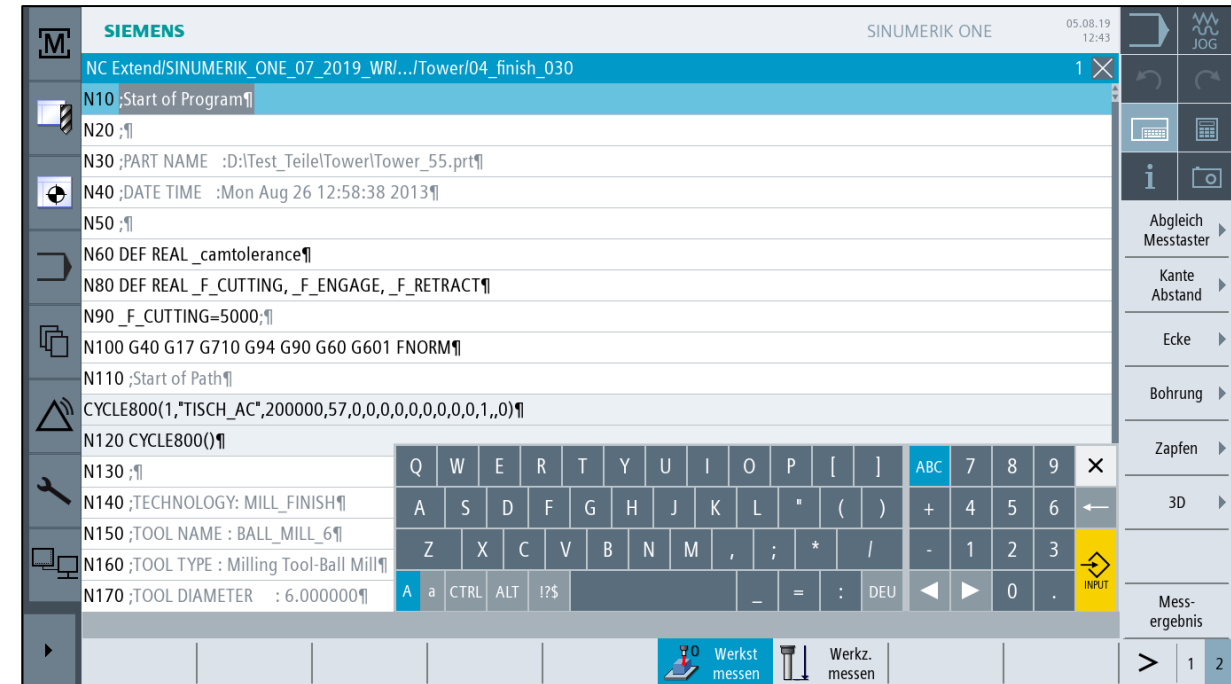 M
SIEMENS
SINUMERIK ONE
05.08.19
12:43
JOG
NC Extend/SINUMERIK_ONE_07_2019_WR/.../Tower/04_finish_030
1
N10 ;Start of Program¶
N20 ;¶
N30 ;PART NAME :D:\Test_Teile\Tower\Tower_55.prt¶
N40 ;DATE TIME :Mon Aug 26 12:58:38 2013¶
N50 ;¶
N60 DEF REAL _camtolerance¶
N80 DEF REAL _F_CUTTING, _F_ENGAGE, _F_RETRACT¶
N90 _F_CUTTING=5000;¶
N100 G40 G17 G710 G94 G90 G60 G601 FNORM¶
N110 ;Start of Path¶
CYCLE800(1,"TISCH_AC",200000,57,0,0,0,0,0,0,0,0,0,1,,0)¶
N120 CYCLE800()¶
N130 ;¶
N140 ;TECHNOLOGY: MILL_FINISH¶
N150 ;TOOL NAME : BALL_MILL_6¶
N160 ;TOOL TYPE : Milling Tool-Ball Mill¶
N170 ;TOOL DIAMETER : 6.000000¶
Q W E R T Y U I O P [ ] ABC 7 8 9 ×
A S D F G H J K L " ( ) + 4 5 6 ←
Z X C V B N M , ; * / - 1 2 3
A a CTRL ALT !?$ _ = : DEU ◀ ▶ 0 .
INPUT
i
Abgleich
Messtaster
Kante
Abstand
Ecke
Bohrung
Zapfen
3D
Mess-
ergebnis
Werkst
messen
Werkz.
messen
> 1 2